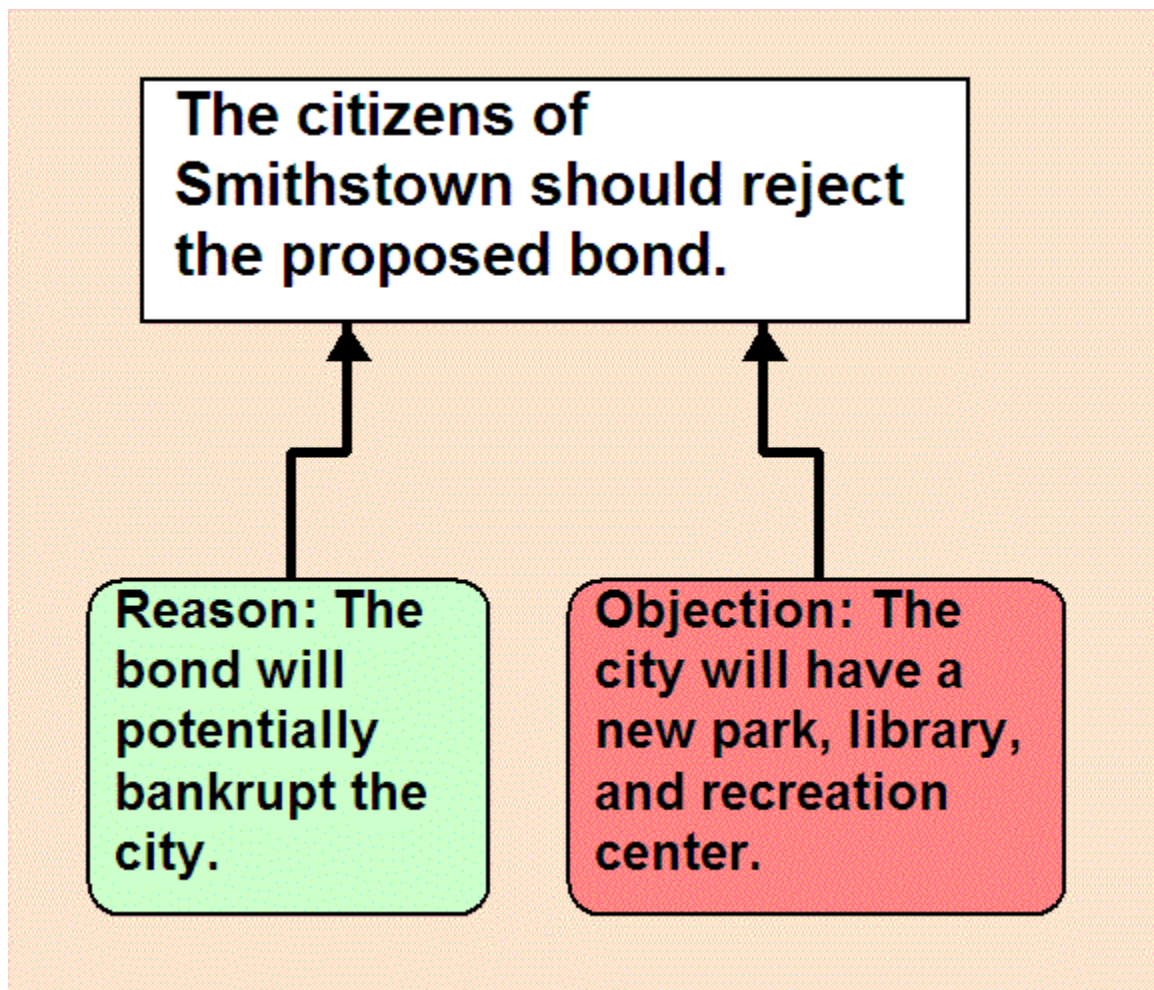 The citizens of
Smithstown should reject
the proposed bond.
Reason: The
bond will
potentially
bankrupt the
city.
Objection: The
city will have a
new park, library,
and recreation
center.